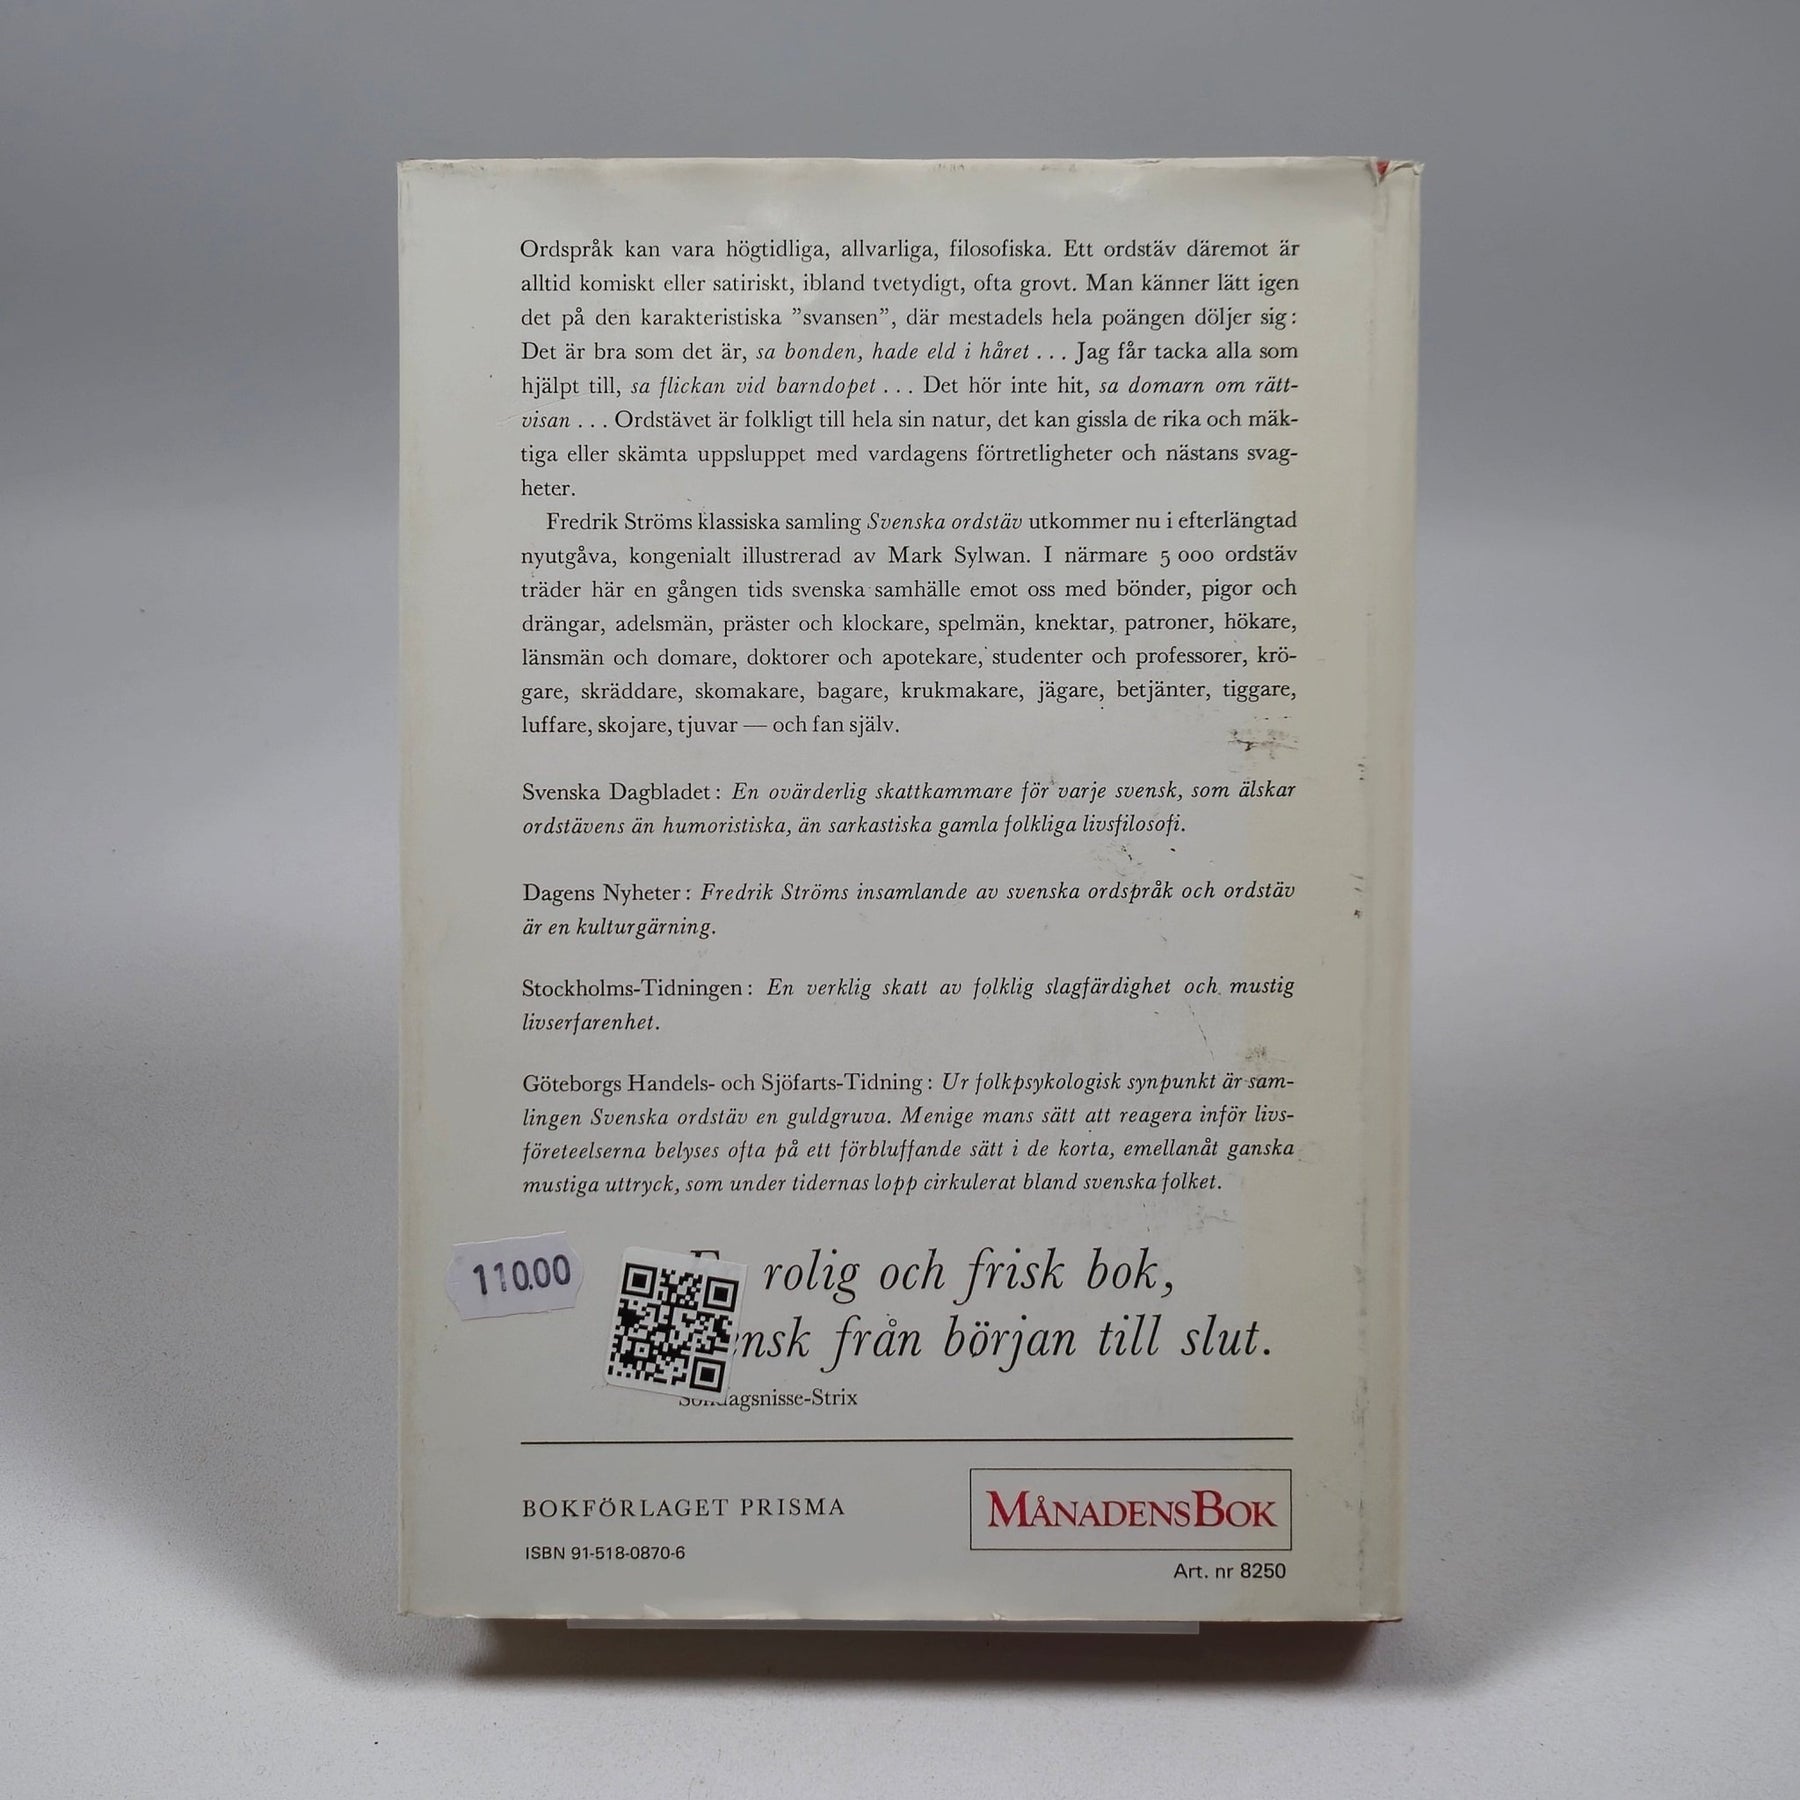 Ordspråk kan vara högtidliga, allvarliga, filosofiska. Ett ordstäv däremot är
alltid komiskt eller satiriskt, ibland tvetydigt, ofta grovt. Man känner lätt igen
det på den karakteristiska ”svansen”, där mestadels hela poängen döljer sig:
Det är bra som det är, sa bonden, hade eld i håret . . . Jag får tacka alla som
hjälpt till, sa flickan vid barndopet . . . Det hör inte hit, sa domarn om rätt-
visan . . . Ordstävet är folkligt till hela sin natur, det kan gissla de rika och mäk-
tiga eller skämta uppsluppet med vardagens förtretligheter och nästans svag-
heter.
Fredrik Ströms klassiska samling Svenska ordstäv utkommer nu i efterlängtad
nyutgåva, kongenialt illustrerad av Mark Sylwan. I närmare 5 000 ordstäv
träder här en gången tids svenska samhälle emot oss med bönder, pigor och
drängar, adelsmän, präster och klockare, spelmän, knektar, patroner, hökare,
länsmän och domare, doktorer och apotekare, studenter och professorer, krö-
gare, skräddare, skomakare, bagare, krukmakare, jägare, betjänter, tiggare,
luffare, skojare, tjuvar — och fan själv.
Svenska Dagbladet: En ovärderlig skattkammare för varje svensk, som älskar
ordstävens än humoristiska, än sarkastiska gamla folkliga livsfilosofi.
Dagens Nyheter: Fredrik Ströms insamlande av svenska ordspråk och ordstäv
är en kulturgärning.
Stockholms-Tidningen: En verklig skatt av folklig slagfärdighet och mustig
livserfarenhet.
Göteborgs Handels- och Sjöfarts-Tidning: Ur folkpsykologisk synpunkt är sam-
lingen Svenska ordstäv en guldgruva. Menige mans sätt att reagera inför livs-
företeelserna belyses ofta på ett förbluffande sätt i de korta, emellanåt ganska
mustiga uttryck, som under tidernas lopp cirkulerat bland svenska folket.
110.00
rolig och frisk bok,
från början till slut.
Söndagsnisse-Strix
BOKFÖRLAGET PRISMA
ISBN 91-518-0870-6
MÅNADENSBOK
Art. nr 8250